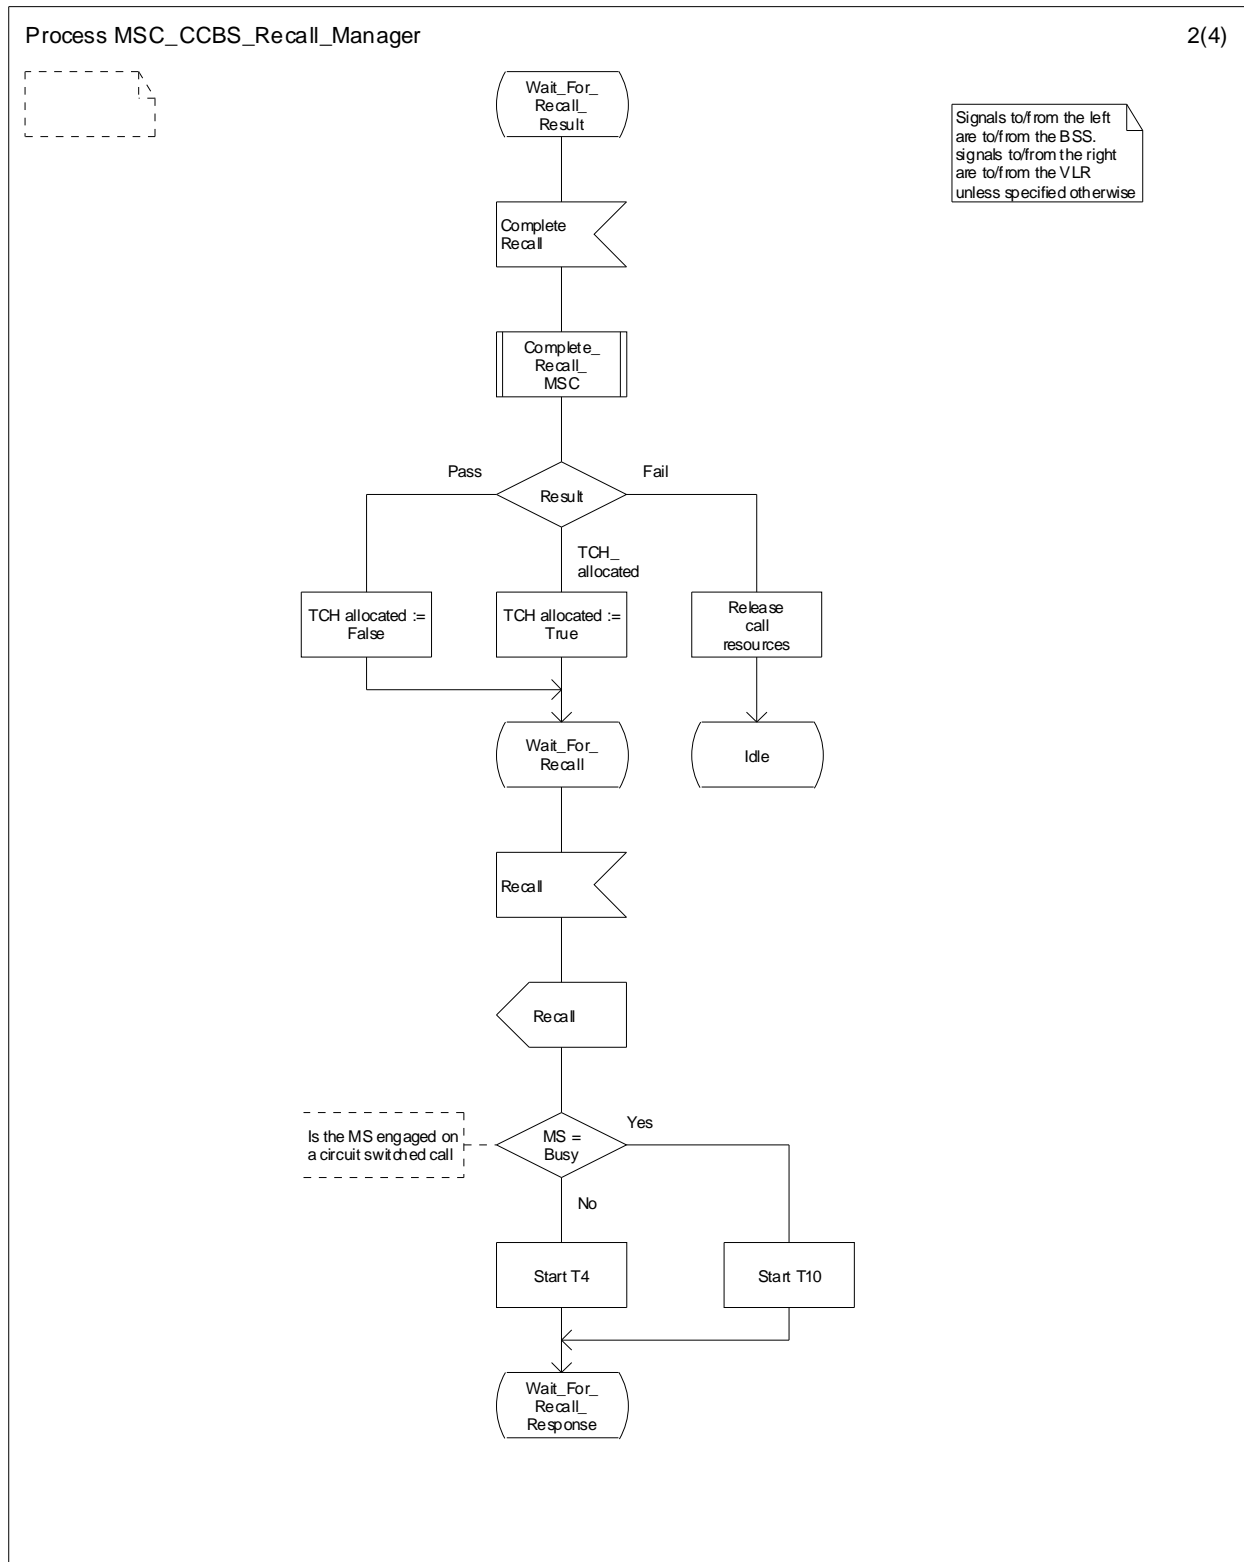 Process MSC_CCBS_Recall_Manager
2(4)
Wait_For_
Recall_
Result
Signals to/from the left
are to/from the BSS.
signals to/from the right
are to/from the VLR
unless specified otherwise
Complete
Recall
Complete_
Recall_
MSC
Pass
Result
Fail
TCH_
allocated
TCH allocated :=
False
TCH allocated :=
True
Release
call
resources
Wait_For_
Recall
Idle
Recall
Recall
Is the MS engaged on
a circuit switched call
MS =
Busy
Yes
No
Start T4
Start T10
Wait_For_
Recall_
Response